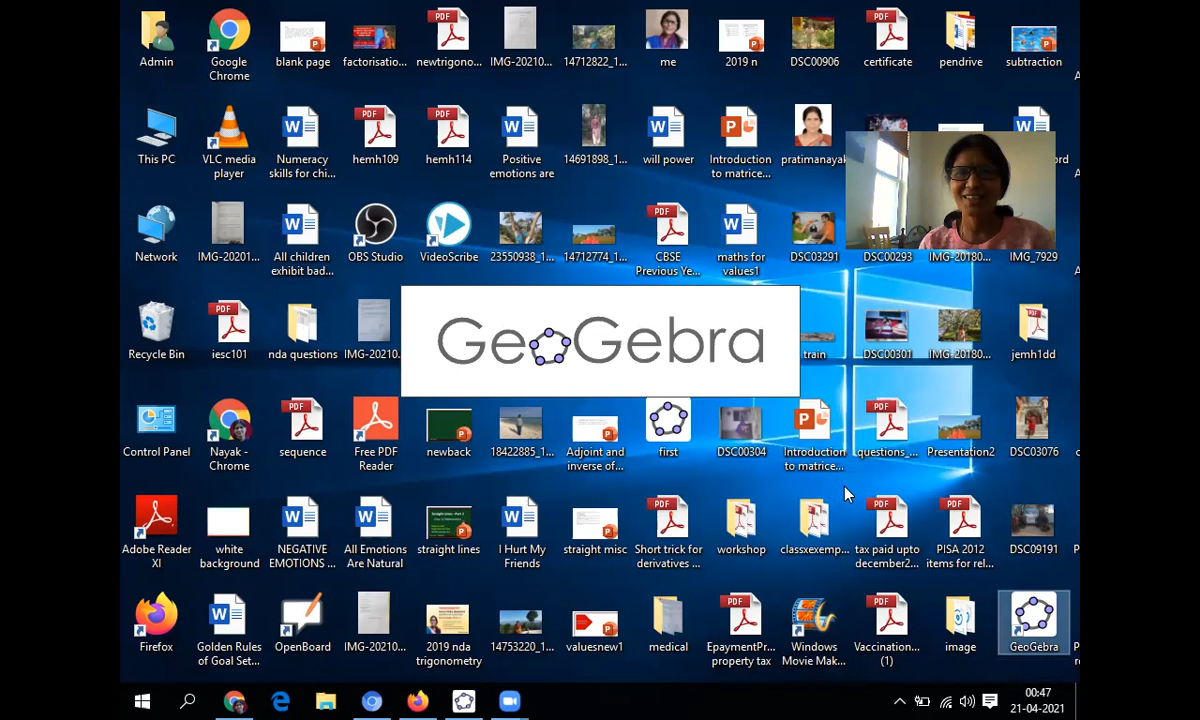 Admin
Google
Chrome
blank page
factorisatio...
newtrigono...
IMG-20210...
14712822_1...
me
2019 n
DSC00906
certificate
pendrive
subtraction
This PC
VLC media
player
Numeracy
skills for chi...
hemh109
hemh114
Positive
emotions are
14691898_1...
will power
Introduction
to matrice...
pratimanayak
Network
IMG-20201...
All children
exhibit bad...
OBS Studio
VideoScribe
23550938_1...
14712774_1...
CBSE
Previous Ye...
maths for
values1
DSC03291
DSC00293
IMG-20180...
IMG_7929
Recycle Bin
iesc101
nda questions
IMG-20210...
GeoGebra
train
DSC00301
IMG-20180...
jemh1dd
Control Panel
Nayak -
Chrome
sequence
Free PDF
Reader
newback
18422885_1...
Adjoint and
inverse of...
first
DSC00304
Introduction
to matrice...
questions_...
Presentation2
DSC03076
Adobe Reader
XI
white
background
NEGATIVE
EMOTIONS ...
All Emotions
Are Natural
straight lines
I Hurt My
Friends
straight misc
Short trick for
derivatives ...
workshop
classxexemp...
tax paid upto
december2...
PISA 2012
items for rel...
DSC09191
Firefox
Golden Rules
of Goal Set...
OpenBoard
IMG-20210...
2019 nda
trigonometry
14753220_1...
valuesnew1
medical
EpaymentPr...
property tax
Windows
Movie Mak...
Vaccination...
(1)
image
GeoGebra
00:47
21-04-2021